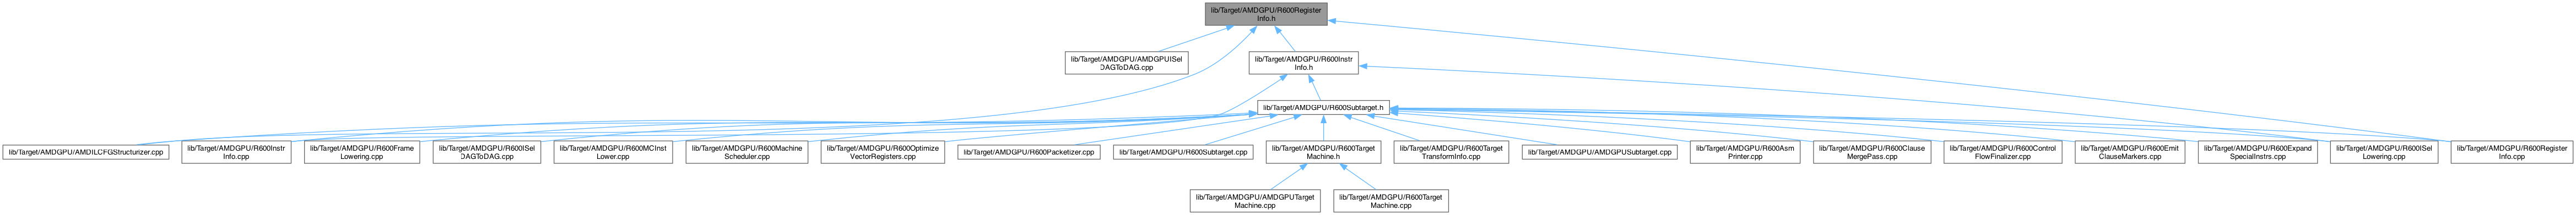 lib/Target/AMDGPU/R600Register
Info.h
lib/Target/AMDGPU/AMDGPUISel
DAGToDAG.cpp
lib/Target/AMDGPU/R600Instr
Info.h
lib/Target/AMDGPU/R600Subtarget.h
lib/Target/AMDGPU/AMDILCFGStructurizer.cpp
lib/Target/AMDGPU/R600Instr
Info.cpp
lib/Target/AMDGPU/R600Frame
Lowering.cpp
lib/Target/AMDGPU/R600ISel
DAGToDAG.cpp
lib/Target/AMDGPU/R600MCInst
Lower.cpp
lib/Target/AMDGPU/R600Machine
Scheduler.cpp
lib/Target/AMDGPU/R600Optimize
VectorRegisters.cpp
lib/Target/AMDGPU/R600Packetizer.cpp
lib/Target/AMDGPU/R600Subtarget.cpp
lib/Target/AMDGPU/R600Target
Machine.h
lib/Target/AMDGPU/R600Target
TransformInfo.cpp
lib/Target/AMDGPU/AMDGPUSubtarget.cpp
lib/Target/AMDGPU/R600Asm
Printer.cpp
lib/Target/AMDGPU/R600Clause
MergePass.cpp
lib/Target/AMDGPU/R600Control
FlowFinalizer.cpp
lib/Target/AMDGPU/R600Emit
ClauseMarkers.cpp
lib/Target/AMDGPU/R600Expand
SpecialInstrs.cpp
lib/Target/AMDGPU/R600ISel
Lowering.cpp
lib/Target/AMDGPU/R600Register
Info.cpp
lib/Target/AMDGPU/AMDGPUTarget
Machine.cpp
lib/Target/AMDGPU/R600Target
Machine.cpp